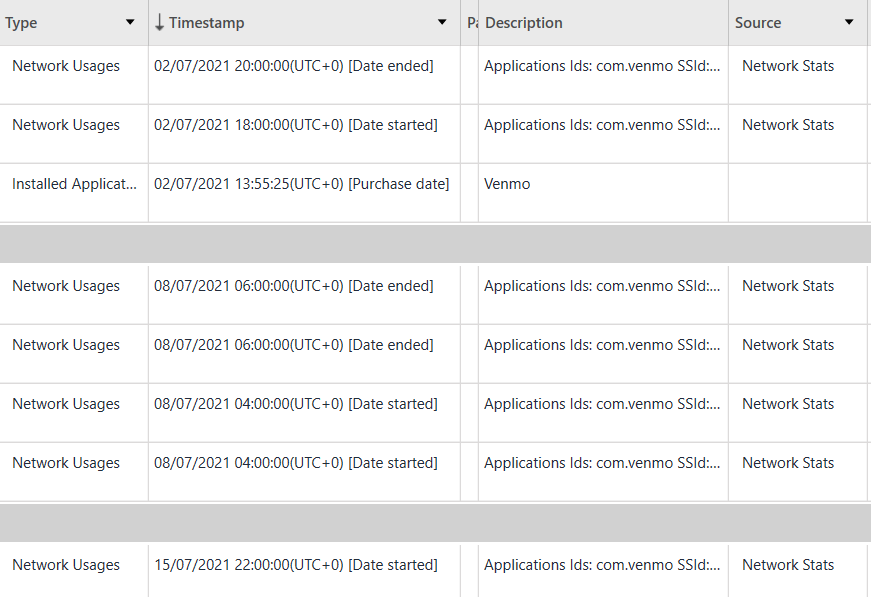 Type Timestamp Pa Description Source
Network Usages 02/07/2021 20:00:00(UTC+0) [Date ended] Applications Ids: com.venmo SSId:... Network Stats
Network Usages 02/07/2021 18:00:00(UTC+0) [Date started] Applications Ids: com.venmo SSId:... Network Stats
Installed Applicat... 02/07/2021 13:55:25(UTC+0) [Purchase date] Venmo
Network Usages 08/07/2021 06:00:00(UTC+0) [Date ended] Applications Ids: com.venmo SSId:... Network Stats
Network Usages 08/07/2021 06:00:00(UTC+0) [Date ended] Applications Ids: com.venmo SSId:... Network Stats
Network Usages 08/07/2021 04:00:00(UTC+0) [Date started] Applications Ids: com.venmo SSId:... Network Stats
Network Usages 08/07/2021 04:00:00(UTC+0) [Date started] Applications Ids: com.venmo SSId:... Network Stats
Network Usages 15/07/2021 22:00:00(UTC+0) [Date started] Applications Ids: com.venmo SSId:... Network Stats